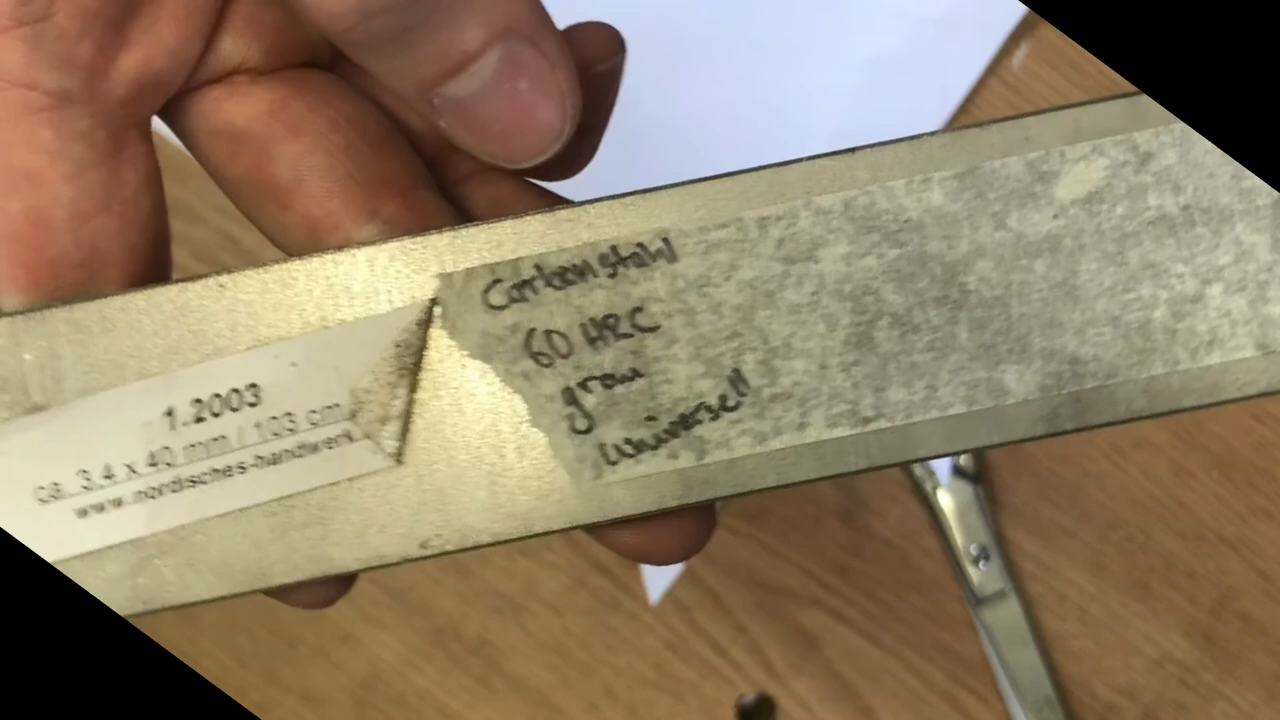 1.2003
ca. 3,4 x 40 mm / 103 cm
www.nordisches-handwerk
Carbonstahl
60 HRC
grau
universell